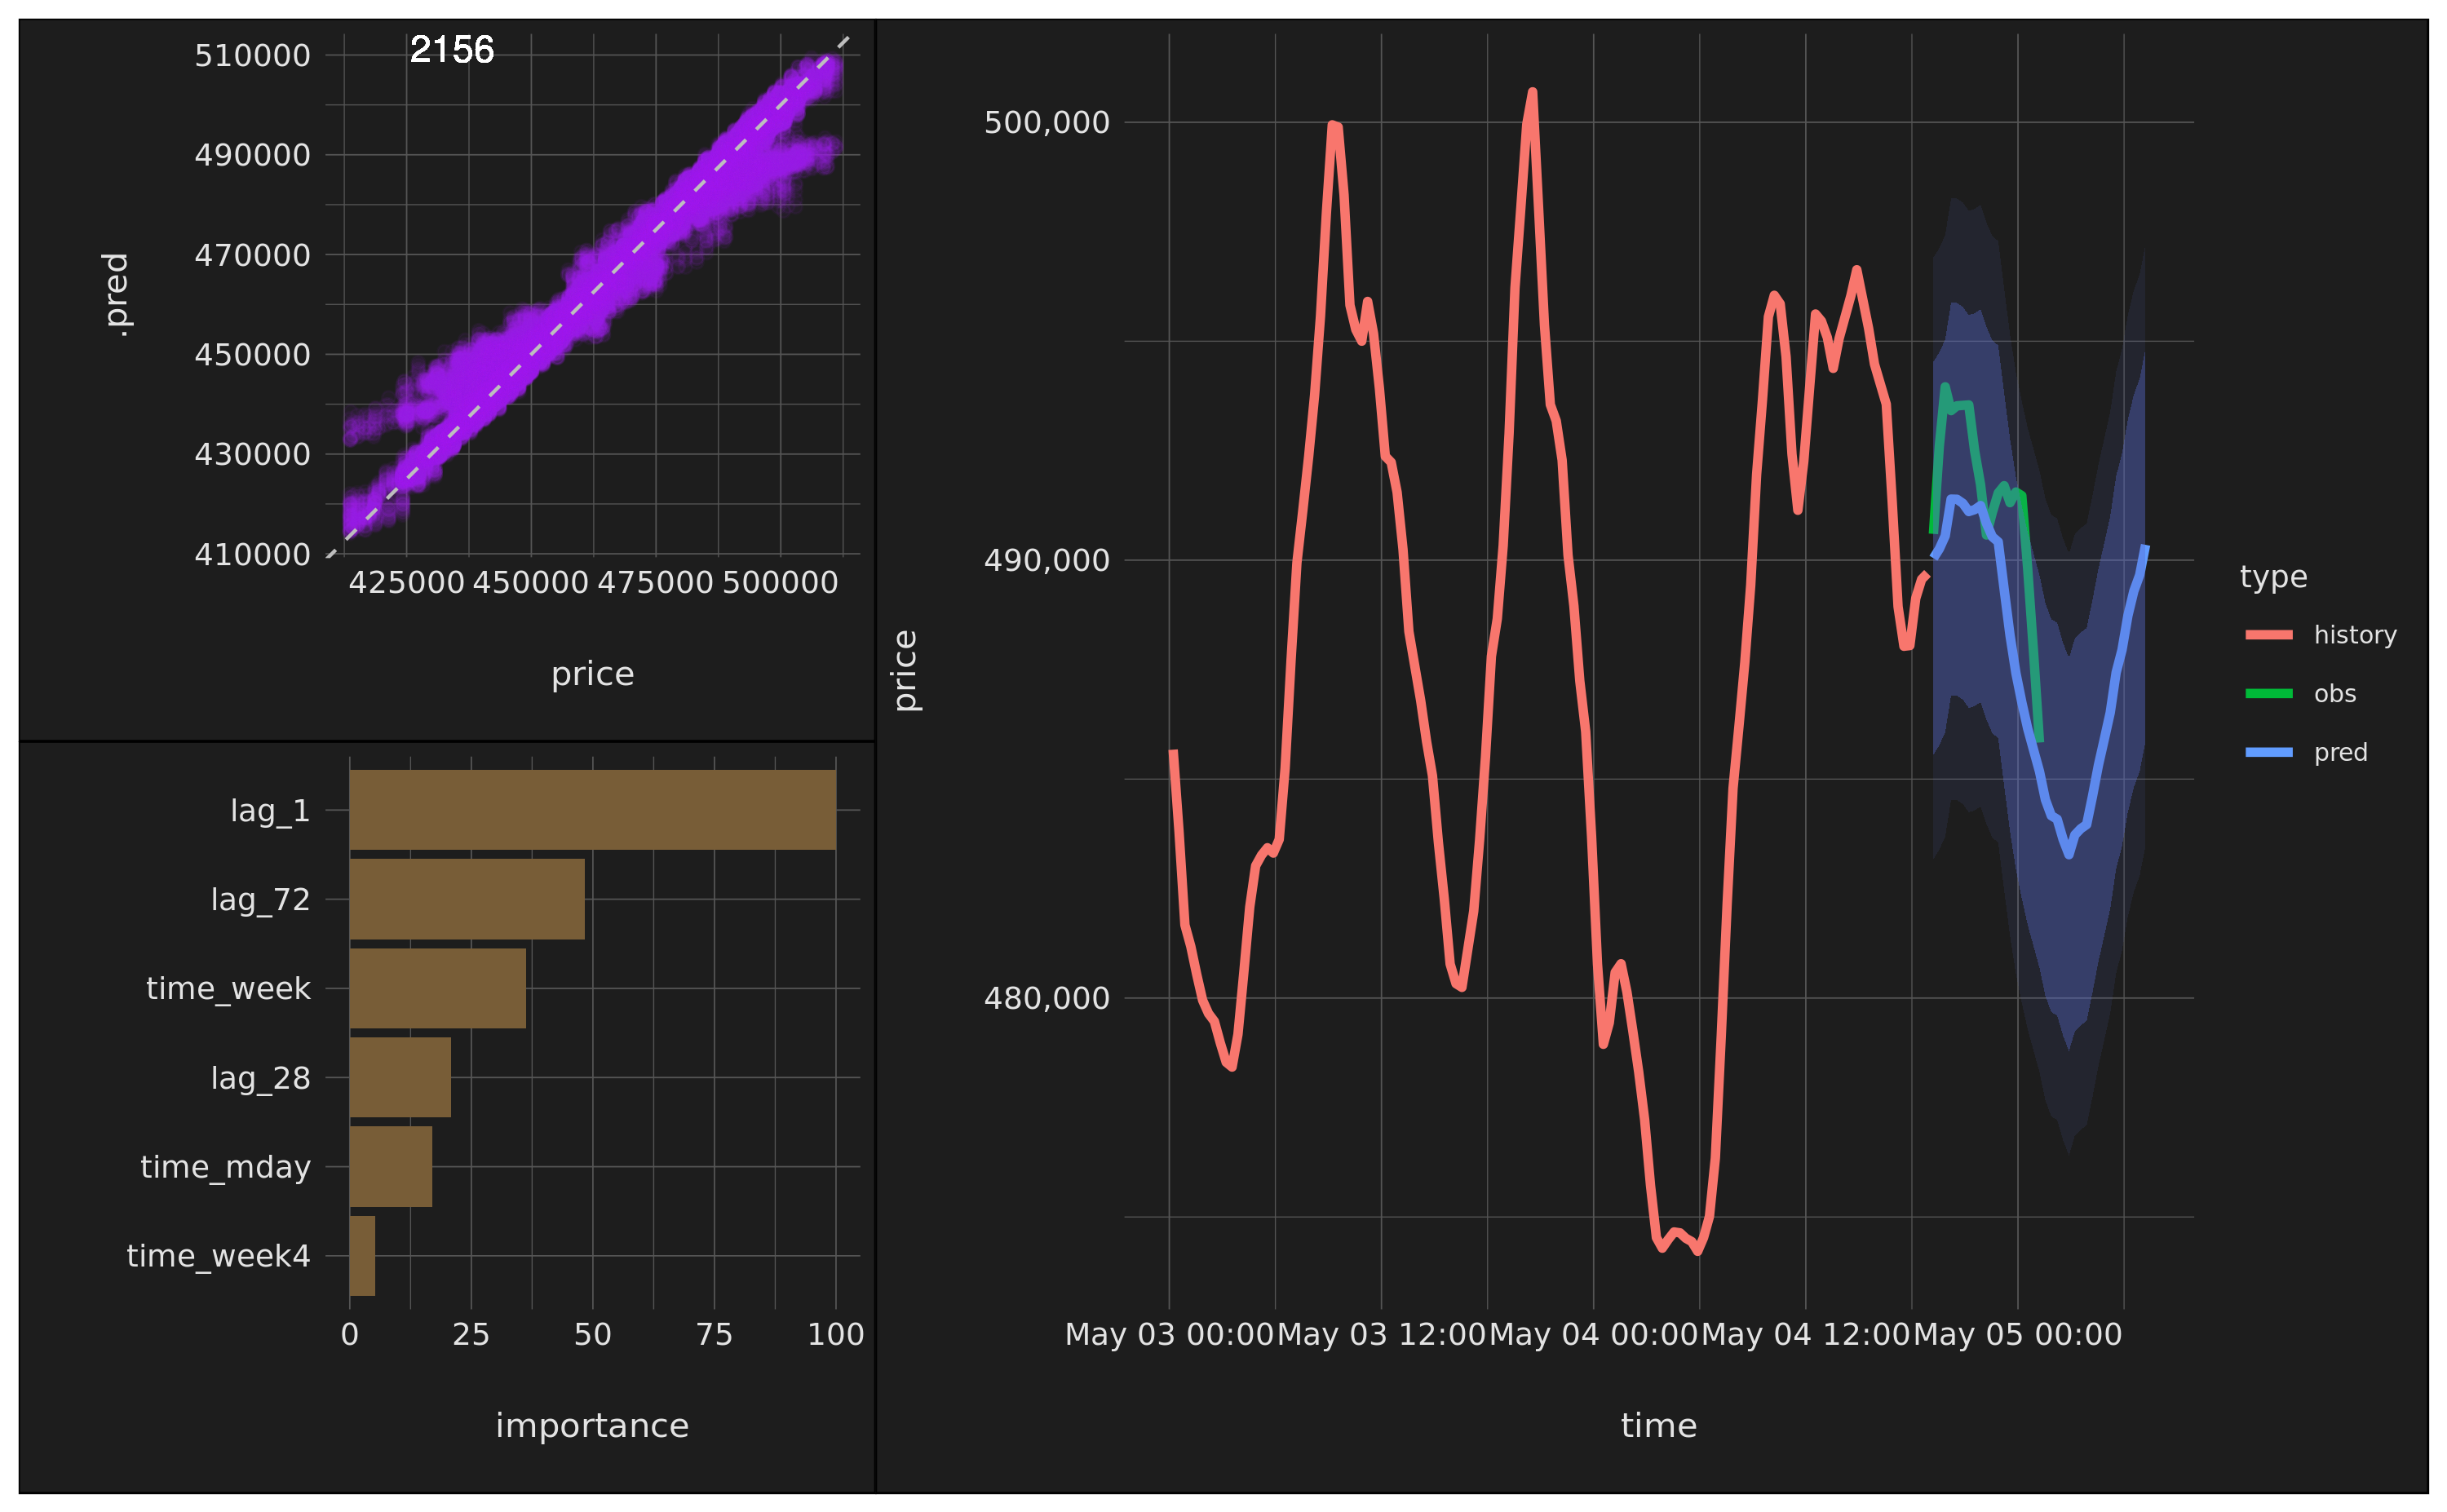 2156
510000
490000
470000
450000
430000
410000
.pred
425000 450000 475000 500000
price
lag_1
lag_72
time_week
lag_28
time_mday
time_week4
0 25 50 75 100
importance
500,000
490,000
480,000
price
May 03 00:00 May 03 12:00 May 04 00:00 May 04 12:00 May 05 00:00
time
type
history
obs
pred